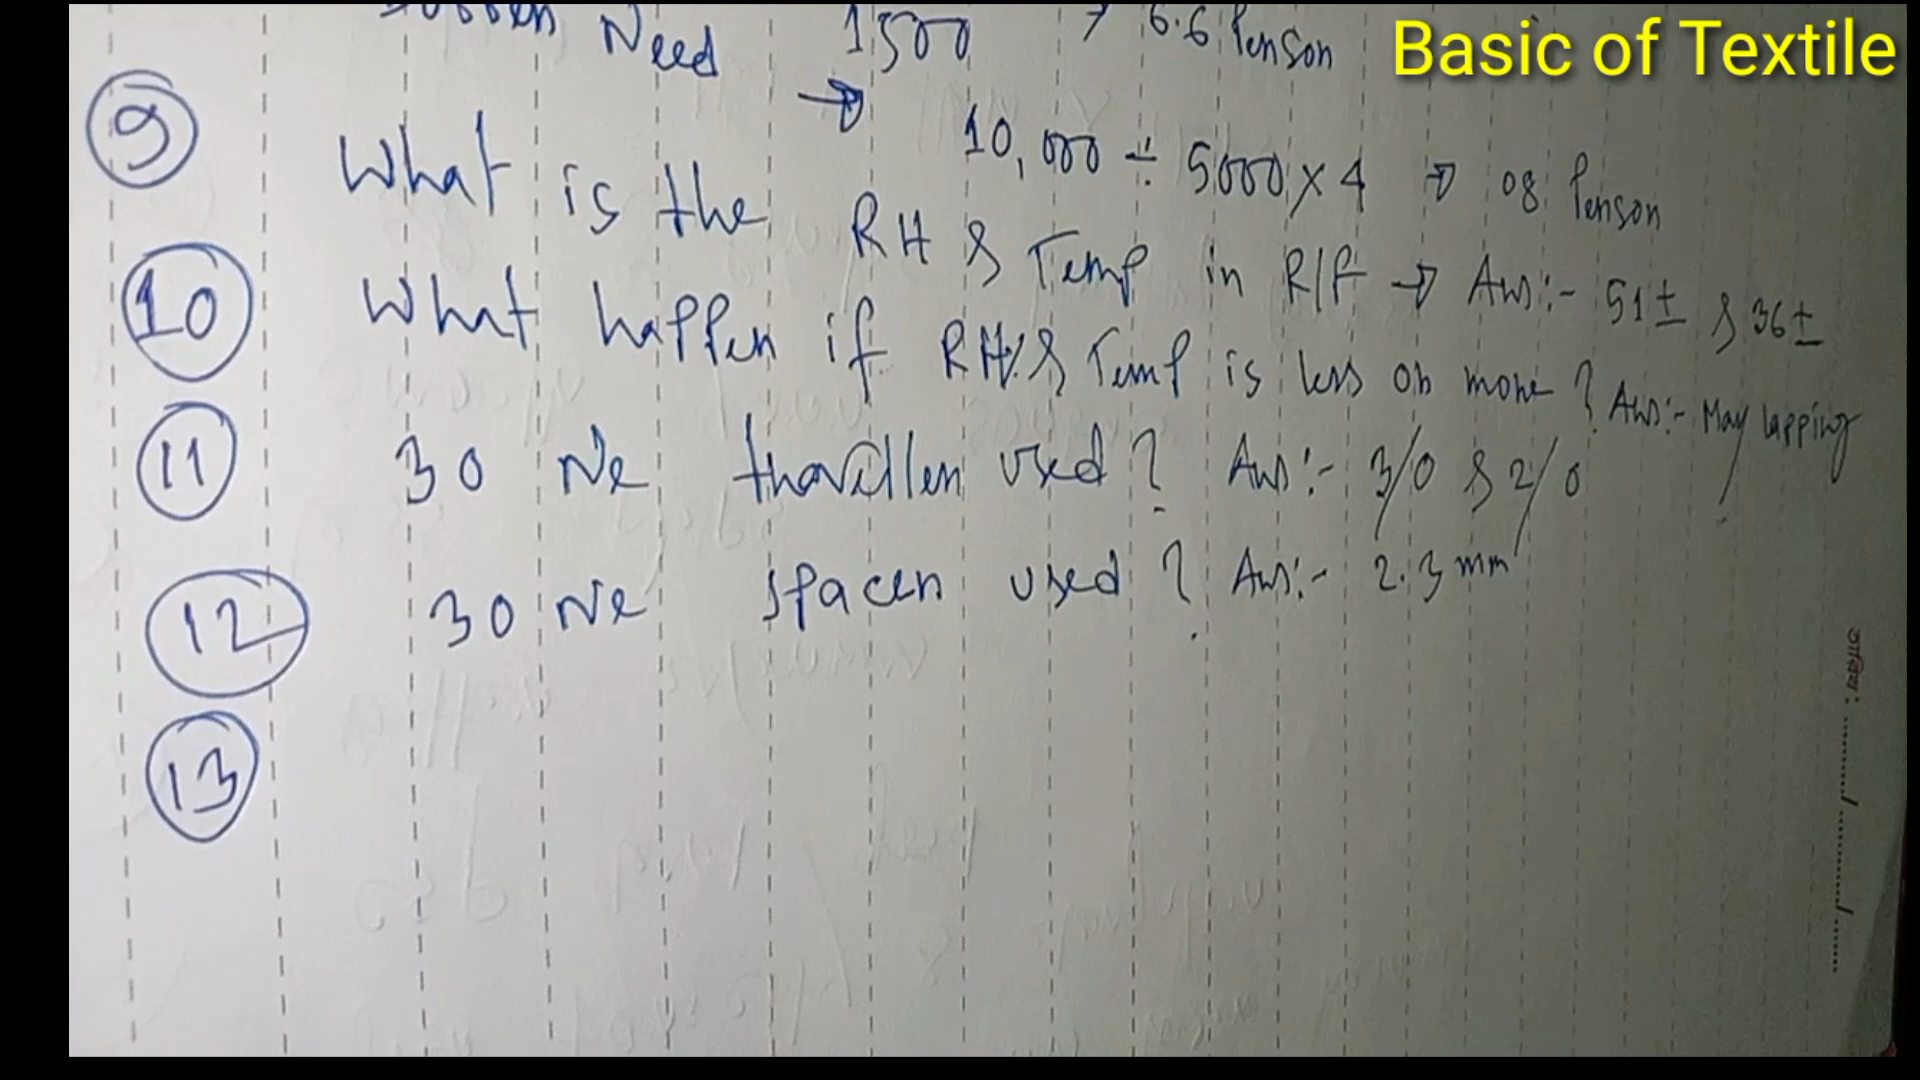 Need 1500 → 6.6 Person
Basic of Textile
→ 10,000 ÷ 5000 × 4 → 08 Person
9 What is the RH & Temp in R/F → Ans:- 51± & 36±
10 What happen if RH% & Temp is less or more ? Ans:- May lapping
11 30 Ne traveller used ? Ans:- 3/0 & 2/0
12 30 Ne spacer used ? Ans:- 2.3 mm
13
তারিখ: ........../........../..........